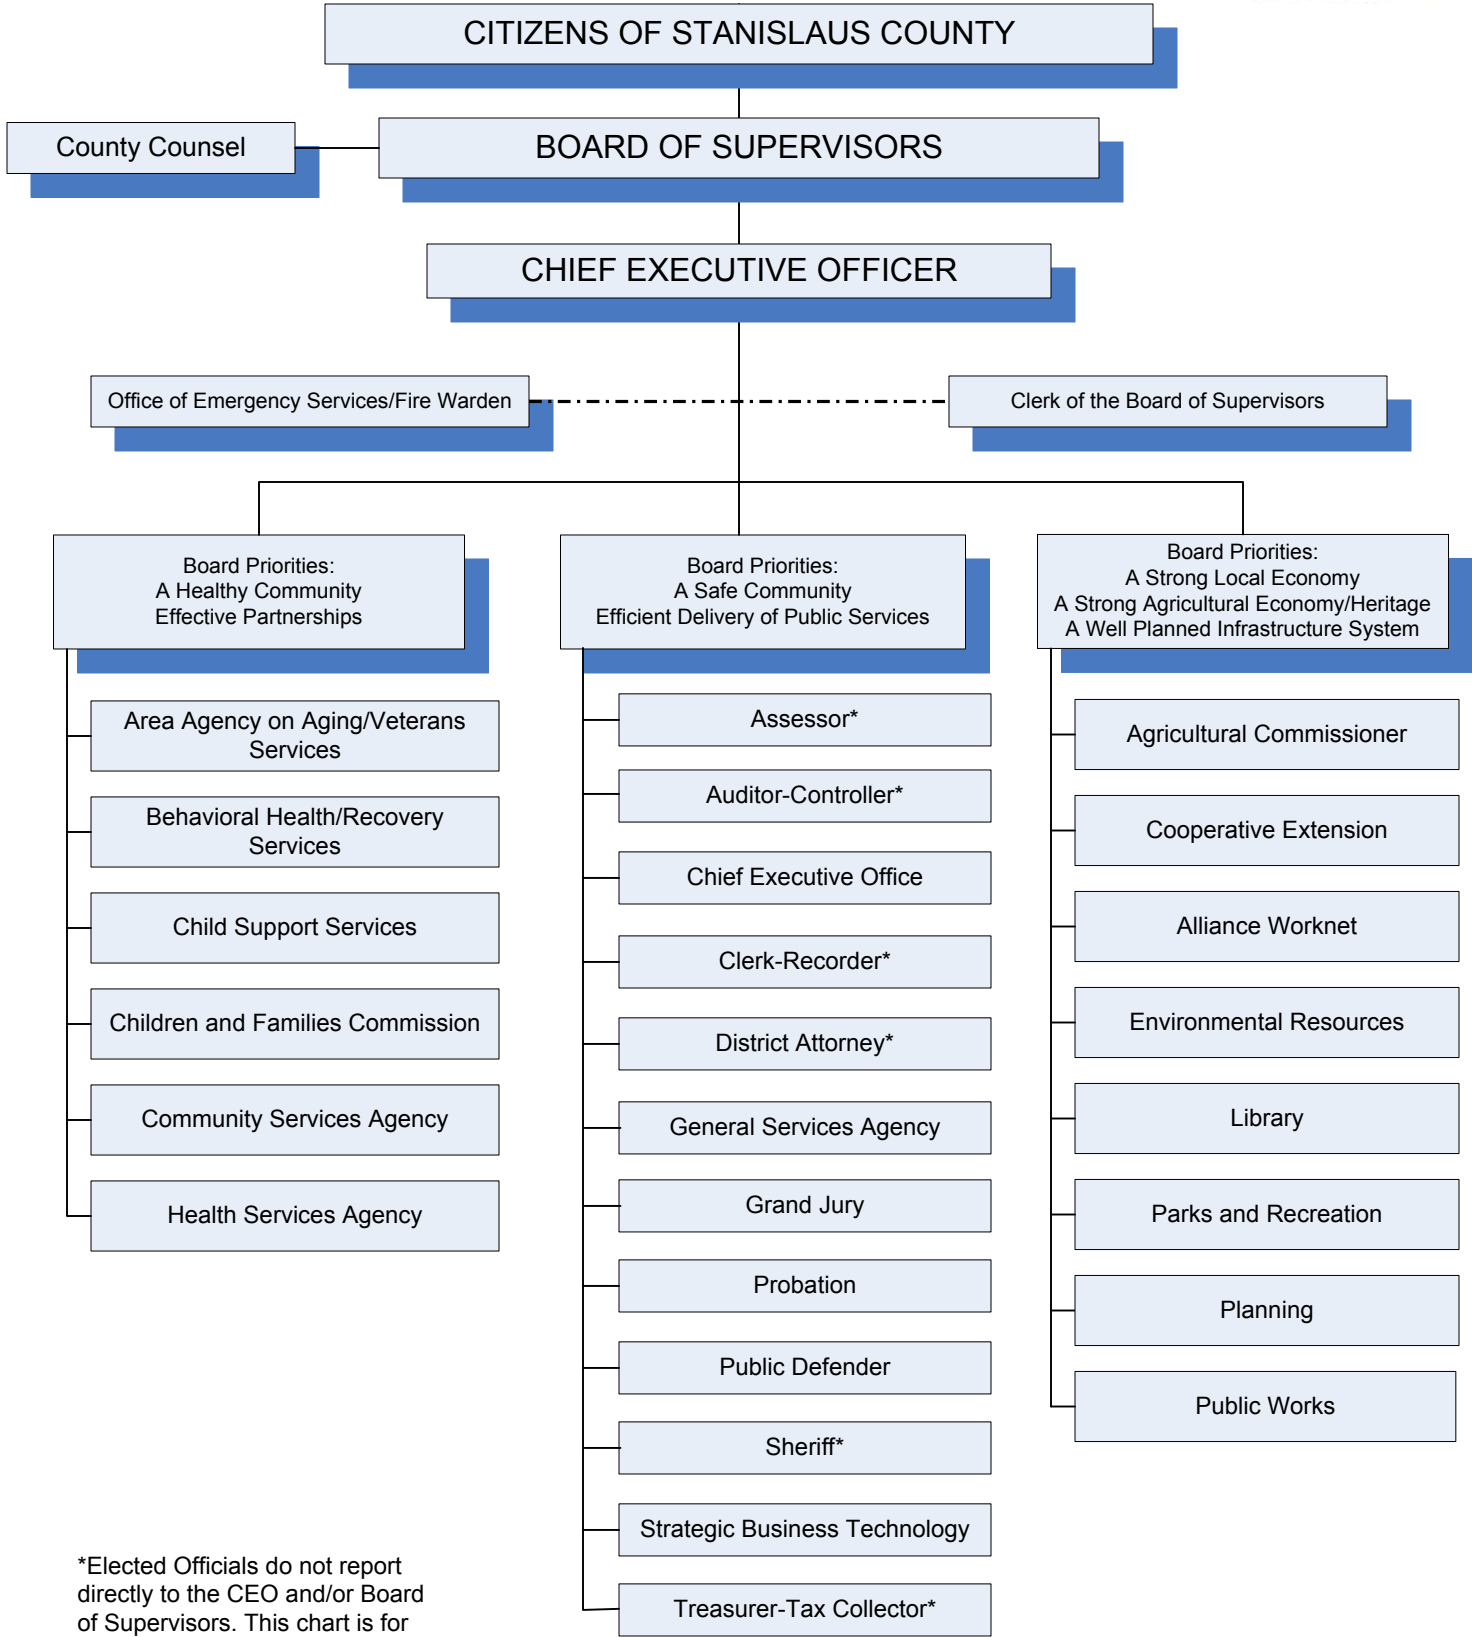 CITIZENS OF STANISLAUS COUNTY
County Counsel
BOARD OF SUPERVISORS
CHIEF EXECUTIVE OFFICER
Office of Emergency Services/Fire Warden
Clerk of the Board of Supervisors
Board Priorities:
A Healthy Community
Effective Partnerships
Area Agency on Aging/Veterans
Services
Behavioral Health/Recovery
Services
Child Support Services
Children and Families Commission
Community Services Agency
Health Services Agency
Board Priorities:
A Safe Community
Efficient Delivery of Public Services
Assessor*
Auditor-Controller*
Chief Executive Office
Clerk-Recorder*
District Attorney*
General Services Agency
Grand Jury
Probation
Public Defender
Sheriff*
Strategic Business Technology
Treasurer-Tax Collector*
Board Priorities:
A Strong Local Economy
A Strong Agricultural Economy/Heritage
A Well Planned Infrastructure System
Agricultural Commissioner
Cooperative Extension
Alliance Worknet
Environmental Resources
Library
Parks and Recreation
Planning
Public Works
*Elected Officials do not report
directly to the CEO and/or Board
of Supervisors. This chart is for